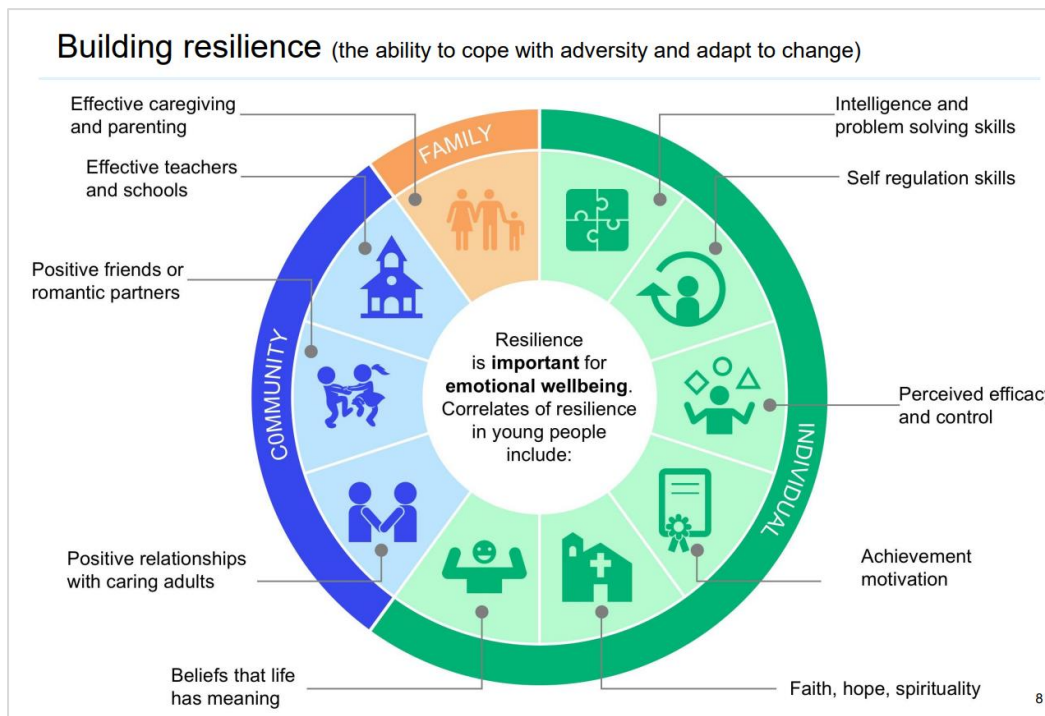 Building resilience (the ability to cope with adversity and adapt to change)
Effective caregiving
and parenting
Effective teachers
and schools
Positive friends or
romantic partners
Positive relationships
with caring adults
Beliefs that life
has meaning
FAMILY
COMMUNITY
INDIVIDUAL
Resilience
is important for
emotional wellbeing.
Correlates of resilience
in young people
include:
Intelligence and
problem solving skills
Self regulation skills
Perceived efficac
and control
Achievement
motivation
Faith, hope, spirituality
8